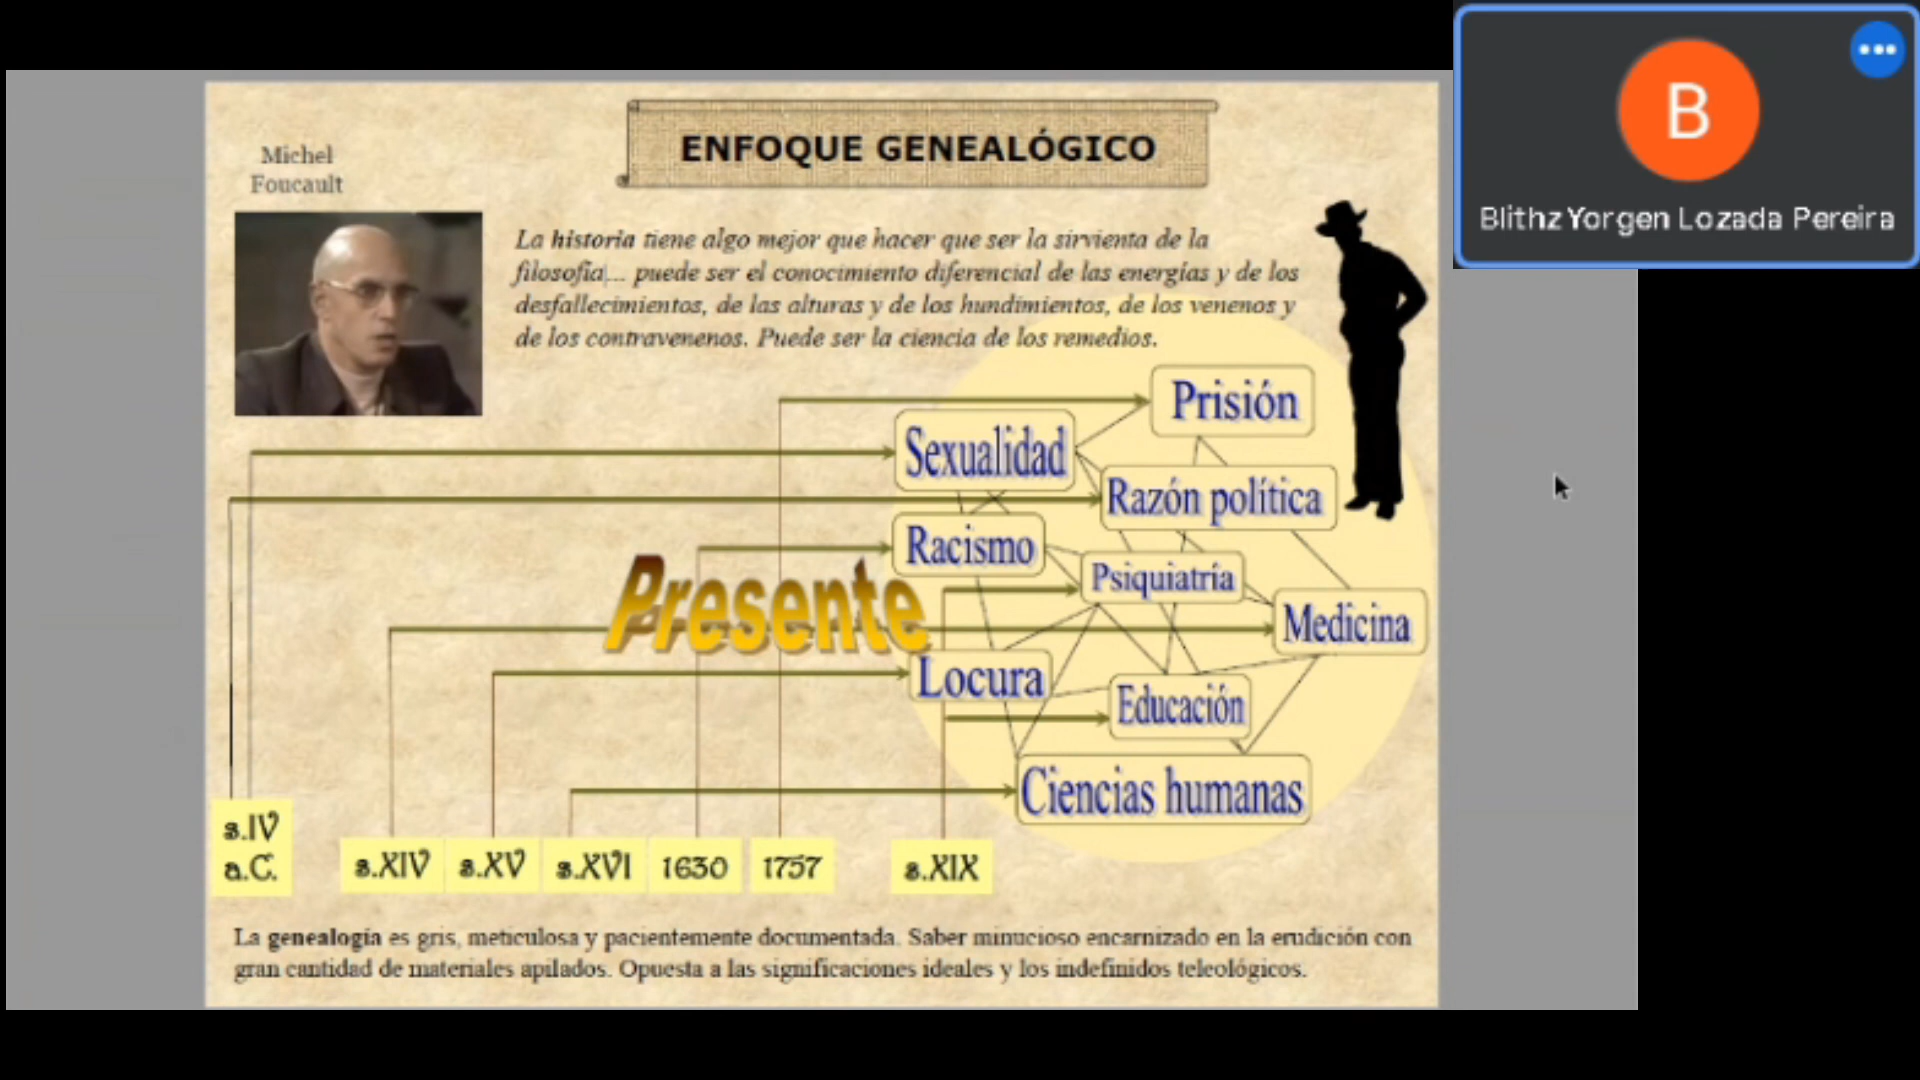 B
Blithz Yorgen Lozada Pereira
ENFOQUE GENEALÓGICO
Michel
Foucault
La historia tiene algo mejor que hacer que ser la sirvienta de la
filosofía... puede ser el conocimiento diferencial de las energías y de los
desfallecimientos, de las alturas y de los hundimientos, de los venenos y
de los contravenenos. Puede ser la ciencia de los remedios.
Prisión
Sexualidad
Razón política
Racismo
Psiquiatría
Presente
Medicina
Locura
Educación
Ciencias humanas
s.IV
a.C.
s.XIV
s.XV
s.XVI
1630
1757
s.XIX
La genealogía es gris, meticulosa y pacientemente documentada. Saber minucioso encarnizado en la erudición con
gran cantidad de materiales apilados. Opuesta a las significaciones ideales y los indefinidos teleológicos.